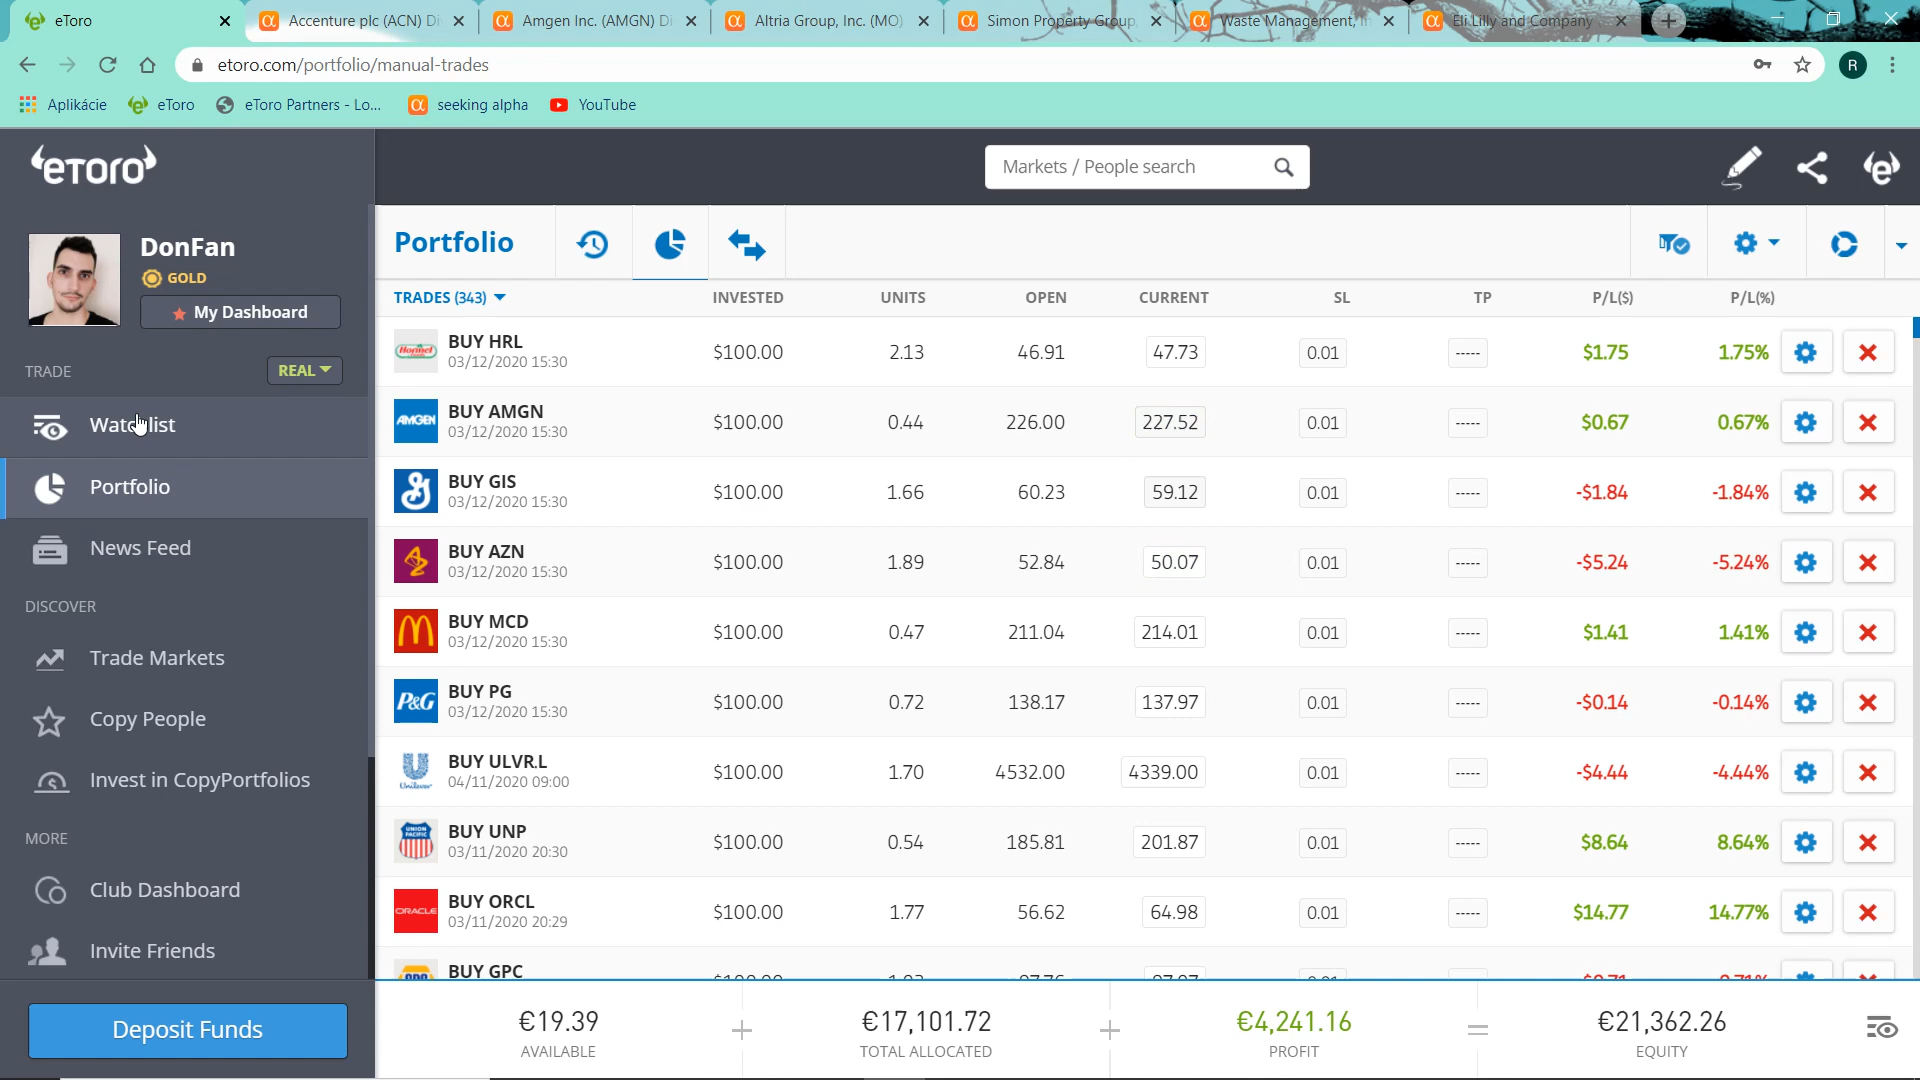 eToro
Accenture plc (ACN) Di
Amgen Inc. (AMGN) Di
Altria Group, Inc. (MO)
Simon Property Group,
Waste Management, I
Eli Lilly and Company
etoro.com/portfolio/manual-trades
R
Aplikácie
eToro
eToro Partners - Lo...
seeking alpha
YouTube
eToro
Markets / People search
DonFan
GOLD
My Dashboard
TRADE
REAL
Watchlist
Portfolio
News Feed
DISCOVER
Trade Markets
Copy People
Invest in CopyPortfolios
MORE
Club Dashboard
Invite Friends
Deposit Funds
Portfolio
TRADES (343) INVESTED UNITS OPEN CURRENT SL TP P/L($) P/L(%)
Hormel BUY HRL $100.00 2.13 46.91 47.73 0.01 ----- $1.75 1.75%
03/12/2020 15:30
AMGEN BUY AMGN $100.00 0.44 226.00 227.52 0.01 ----- $0.67 0.67%
03/12/2020 15:30
BUY GIS $100.00 1.66 60.23 59.12 0.01 ----- -$1.84 -1.84%
03/12/2020 15:30
BUY AZN $100.00 1.89 52.84 50.07 0.01 ----- -$5.24 -5.24%
03/12/2020 15:30
BUY MCD $100.00 0.47 211.04 214.01 0.01 ----- $1.41 1.41%
03/12/2020 15:30
P&G BUY PG $100.00 0.72 138.17 137.97 0.01 ----- -$0.14 -0.14%
03/12/2020 15:30
Unilever BUY ULVR.L $100.00 1.70 4532.00 4339.00 0.01 ----- -$4.44 -4.44%
04/11/2020 09:00
UNION PACIFIC BUY UNP $100.00 0.54 185.81 201.87 0.01 ----- $8.64 8.64%
03/11/2020 20:30
ORACLE BUY ORCL $100.00 1.77 56.62 64.98 0.01 ----- $14.77 14.77%
03/11/2020 20:29
BUY GPC
€19.39 + €17,101.72 + €4,241.16 = €21,362.26
AVAILABLE TOTAL ALLOCATED PROFIT EQUITY